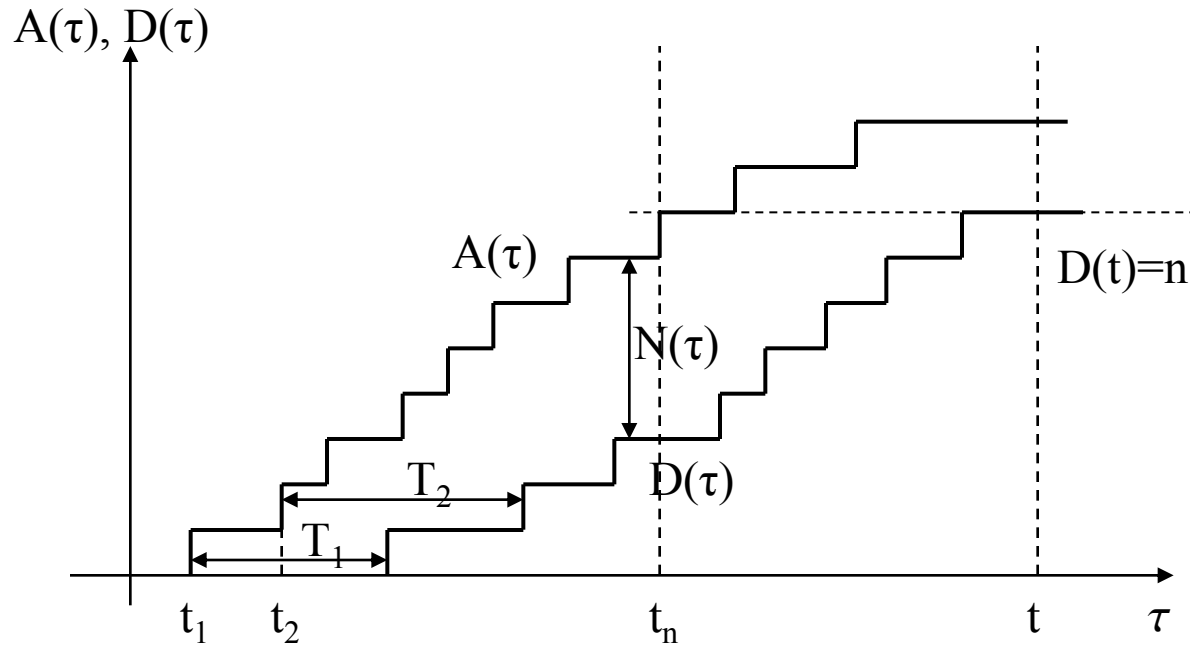 A(τ), D(τ)
A(τ)
D(t)=n
N(τ)
T₂
D(τ)
T₁
t₁ t₂ tₙ t τ